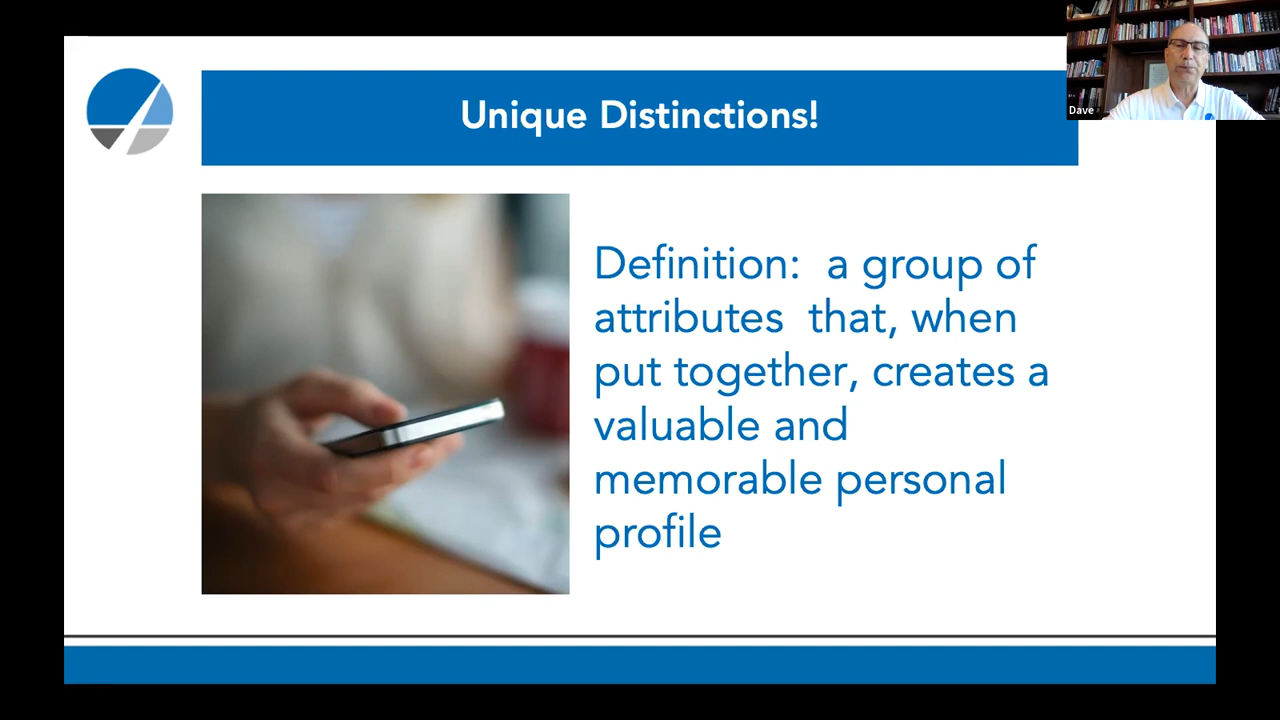 Unique Distinctions!
Dave
Definition:  a group of
attributes  that, when
put together, creates a
valuable and
memorable personal
profile